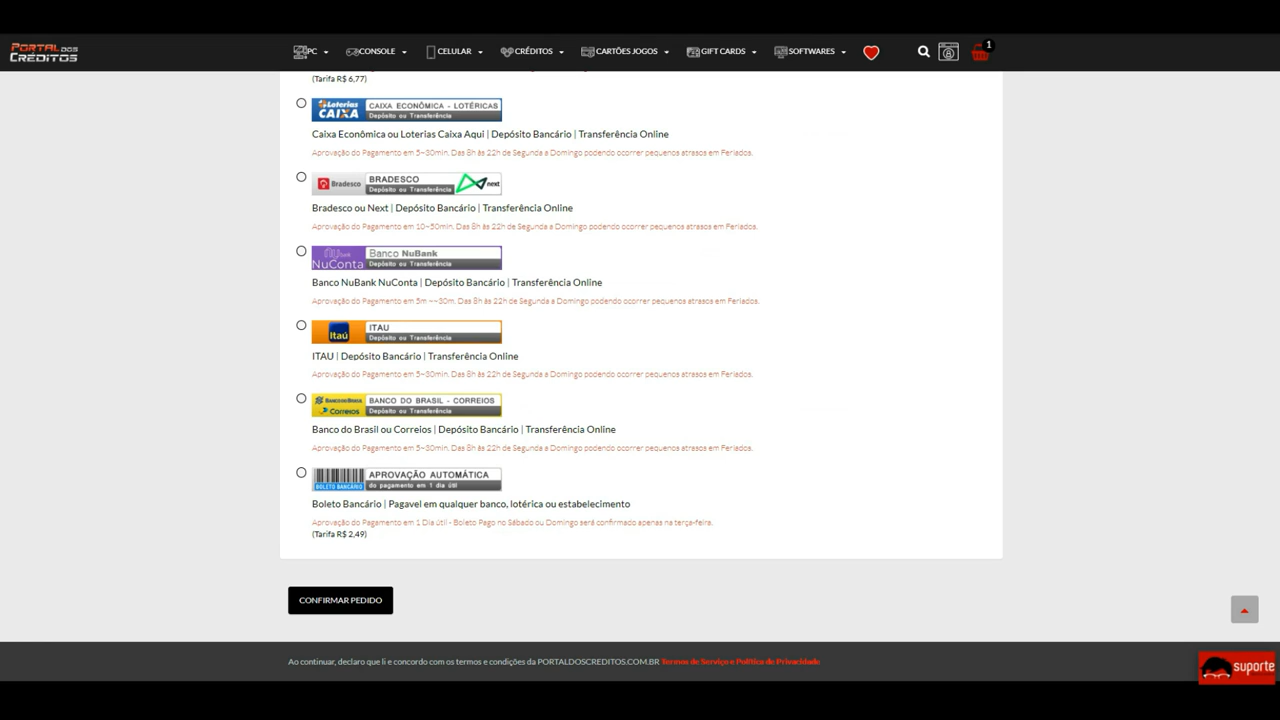 PORTAL DOS
CRÉDITOS
PC
CONSOLE
CELULAR
CRÉDITOS
CARTÕES JOGOS
GIFT CARDS
SOFTWARES
1
(Tarifa R$ 6,77)
Loterias
CAIXA
CAIXA ECONÔMICA - LOTÉRICAS
Depósito ou Transferência
Caixa Econômica ou Loterias Caixa Aqui | Depósito Bancário | Transferência Online
Aprovação do Pagamento em 5~30min. Das 8h às 22h de Segunda a Domingo podendo ocorrer pequenos atrasos em Feriados.
Bradesco
BRADESCO
Depósito ou Transferência
next
Bradesco ou Next | Depósito Bancário | Transferência Online
Aprovação do Pagamento em 10~50min. Das 8h às 22h de Segunda a Domingo podendo ocorrer pequenos atrasos em Feriados.
NuConta
Banco NuBank
Depósito ou Transferência
Banco NuBank NuConta | Depósito Bancário | Transferência Online
Aprovação do Pagamento em 5m ~~30m. Das 8h às 22h de Segunda a Domingo podendo ocorrer pequenos atrasos em Feriados.
Itaú
ITAU
Depósito ou Transferência
ITAU | Depósito Bancário | Transferência Online
Aprovação do Pagamento em 5~30min. Das 8h às 22h de Segunda a Domingo podendo ocorrer pequenos atrasos em Feriados.
BANCO DO BRASIL
Correios
BANCO DO BRASIL - CORREIOS
Depósito ou Transferência
Banco do Brasil ou Correios | Depósito Bancário | Transferência Online
Aprovação do Pagamento em 5~30min. Das 8h às 22h de Segunda a Domingo podendo ocorrer pequenos atrasos em Feriados.
BOLETO BANCÁRIO
APROVAÇÃO AUTOMÁTICA
do pagamento em 1 dia útil
Boleto Bancário | Pagavel em qualquer banco, lotérica ou estabelecimento
Aprovação do Pagamento em 1 Dia útil - Boleto Pago no Sábado ou Domingo será confirmado apenas na terça-feira.
(Tarifa R$ 2,49)
CONFIRMAR PEDIDO
Ao continuar, declaro que li e concordo com os termos e condições da PORTALDOSCREDITOS.COM.BR Termos de Serviço e Política de Privacidade
suporte